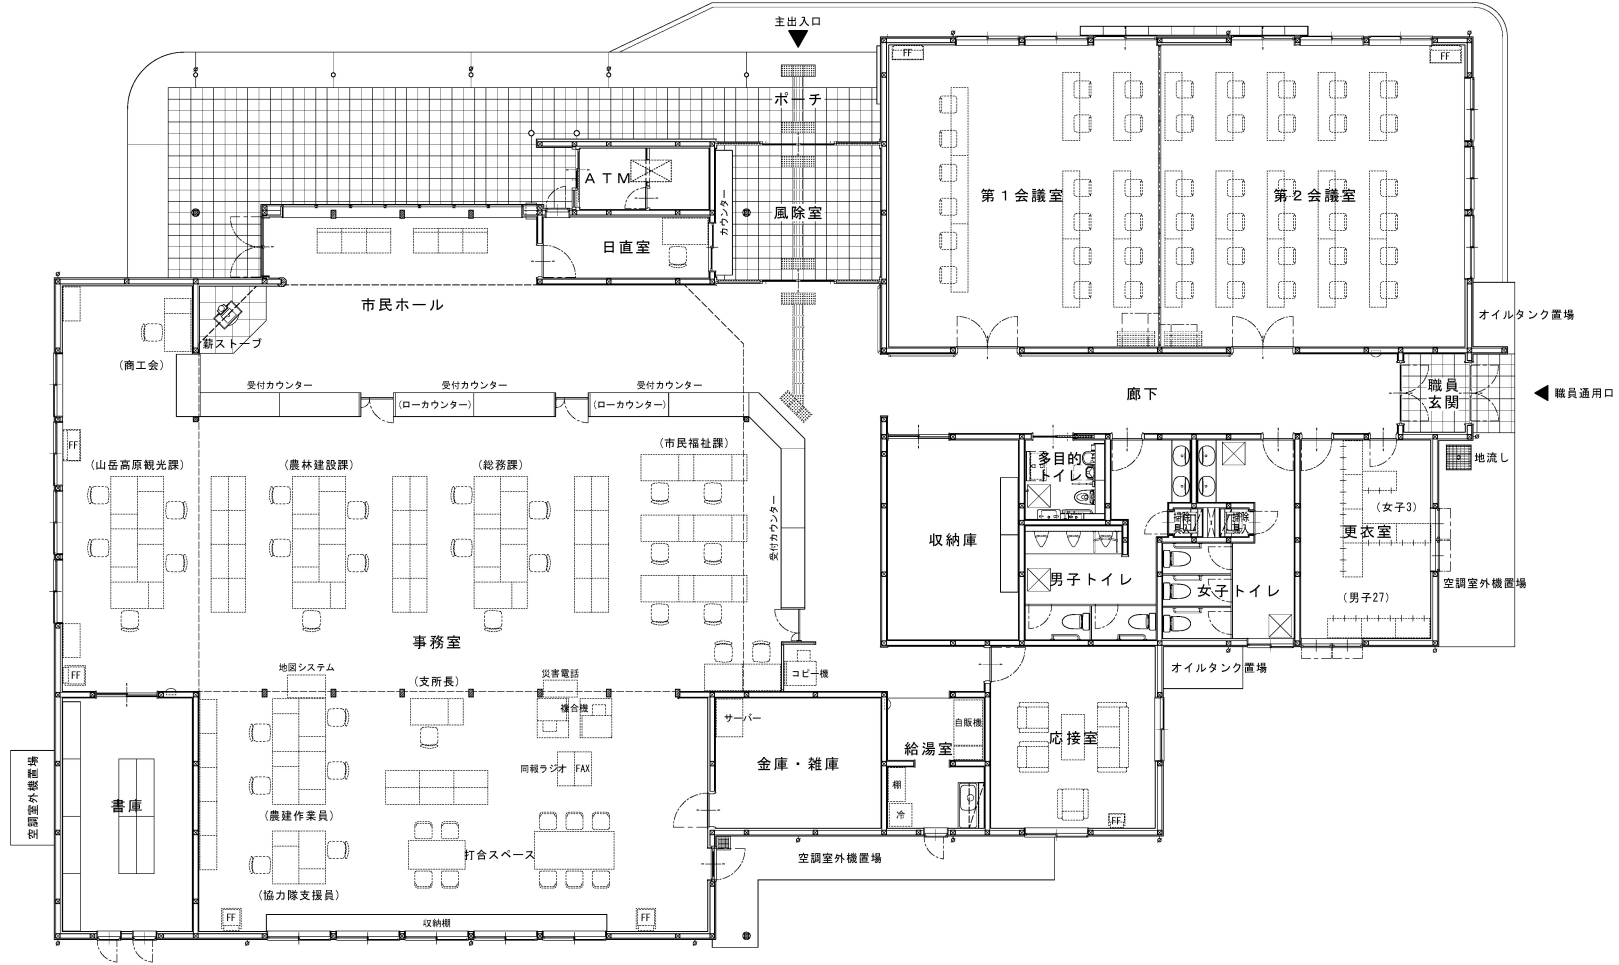 主出入口
FF
FF
ポーチ
ATM
カウンター
風除室
第1会議室
第2会議室
日直室
市民ホール
オイルタンク置場
薪ストーブ
(商工会)
受付カウンター
受付カウンター
受付カウンター
(ローカウンター)
(ローカウンター)
廊下
職員
玄関
職員通用口
FF
(山岳高原観光課)
(農林建設課)
(総務課)
(市民福祉課)
多目的
トイレ
地流し
受付カウンター
収納庫
掃除
具入
掃除
具入
(女子3)
更衣室
男子トイレ
女子トイレ
空調室外機置場
(男子27)
事務室
FF
地図システム
(支所長)
災害電話
コピー機
オイルタンク置場
複合機
サーバー
自販機
給湯室
応接室
金庫・雑庫
同報ラジオ
FAX
空調室外機置場
書庫
棚
冷
(農建作業員)
FF
打合スペース
空調室外機置場
(協力隊支援員)
FF
収納棚
FF